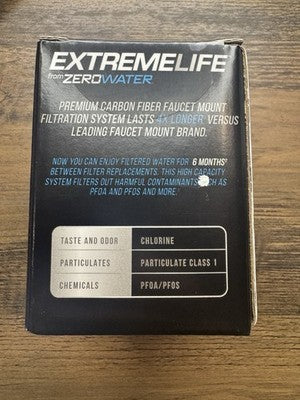 EXTREMELIFE
from ZEROWATER
PREMIUM CARBON FIBER FAUCET MOUNT
FILTRATION SYSTEM LASTS 4X LONGER VERSUS
LEADING FAUCET MOUNT BRAND.
NOW YOU CAN ENJOY FILTERED WATER FOR 6 MONTHS*
BETWEEN FILTER REPLACEMENTS. THIS HIGH CAPACITY
SYSTEM FILTERS OUT HARMFUL CONTAMINANTS SUCH AS
PFOA AND PFOS AND MORE.*
TASTE AND ODOR CHLORINE
PARTICULATES PARTICULATE CLASS 1
CHEMICALS PFOA/PFOS